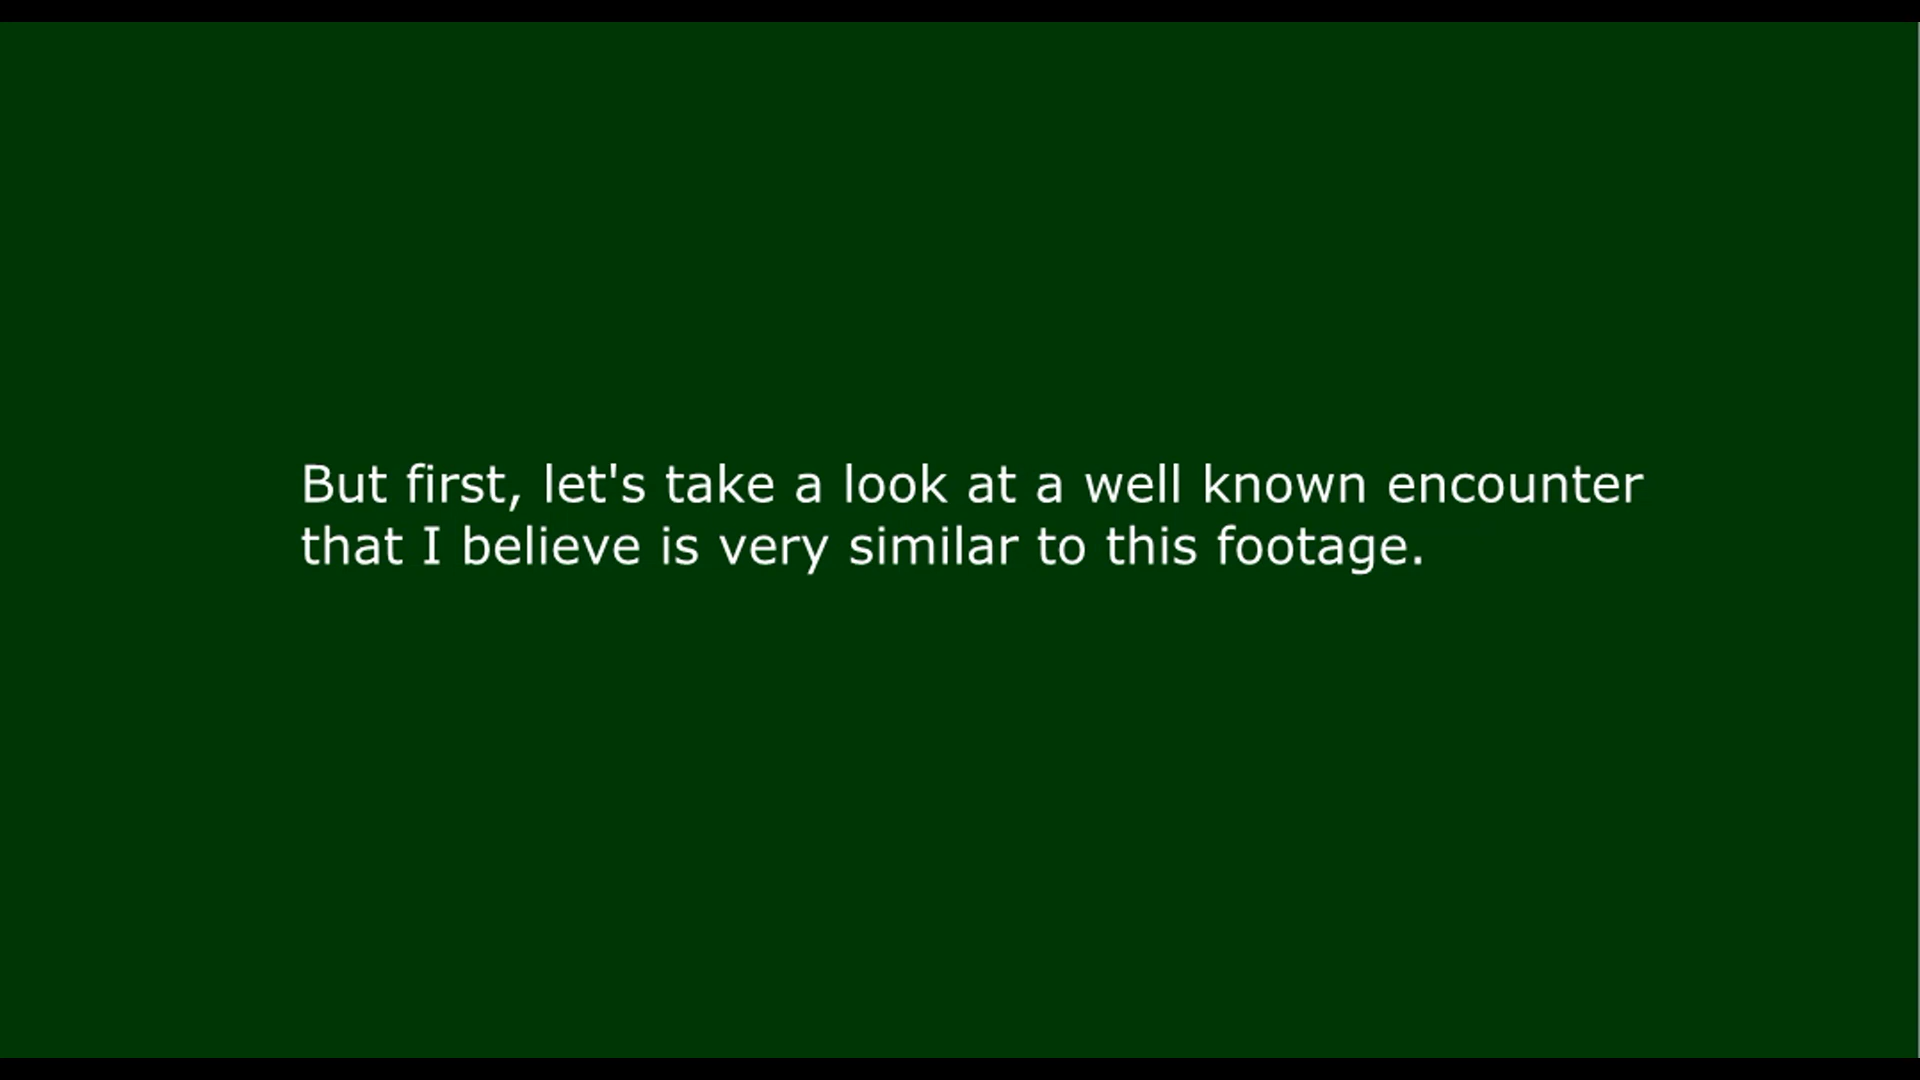 But first, let's take a look at a well known encounter
that I believe is very similar to this footage.